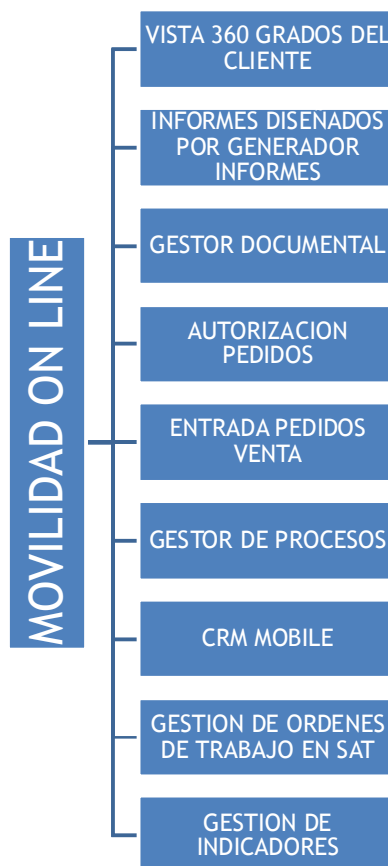 MOVILIDAD ON LINE
VISTA 360 GRADOS DEL
CLIENTE
INFORMES DISEÑADOS
POR GENERADOR
INFORMES
GESTOR DOCUMENTAL
AUTORIZACION
PEDIDOS
ENTRADA PEDIDOS
VENTA
GESTOR DE PROCESOS
CRM MOBILE
GESTION DE ORDENES
DE TRABAJO EN SAT
GESTION DE
INDICADORES